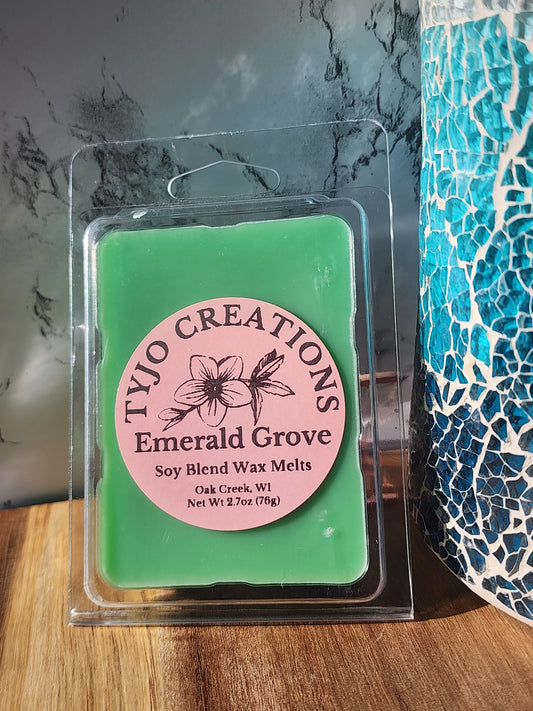 TYJO CREATIONS
Emerald Grove
Soy Blend Wax Melts
Oak Creek, WI
Net Wt 2.7oz (76g)